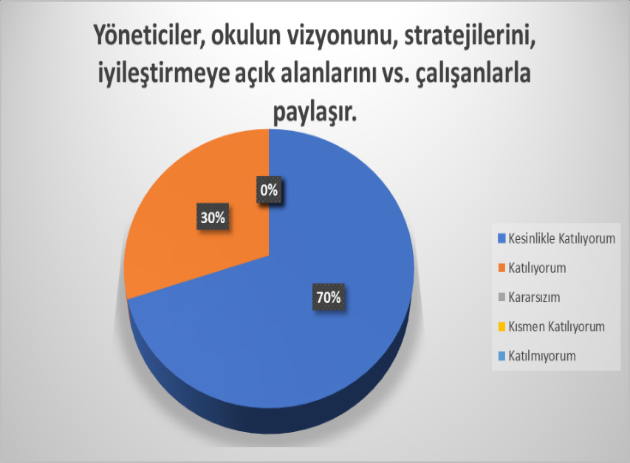 Yöneticiler, okulun vizyonunu, stratejilerini,
iyileştirmeye açık alanlarını vs. çalışanlarla
paylaşır.
0%
30%
70%
Kesinlikle Katılıyorum
Katılıyorum
Kararsızım
Kısmen Katılıyorum
Katılmıyorum